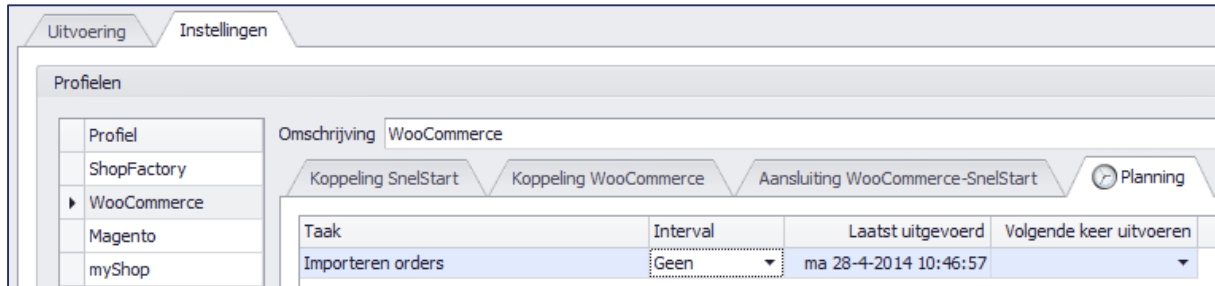 Uitvoering Instellingen
Profielen
Profiel
ShopFactory
WooCommerce
Magento
myShop
Omschrijving WooCommerce
Koppeling SnelStart Koppeling WooCommerce Aansluiting WooCommerce-SnelStart Planning
Taak Interval Laatst uitgevoerd Volgende keer uitvoeren
Importeren orders Geen ma 28-4-2014 10:46:57